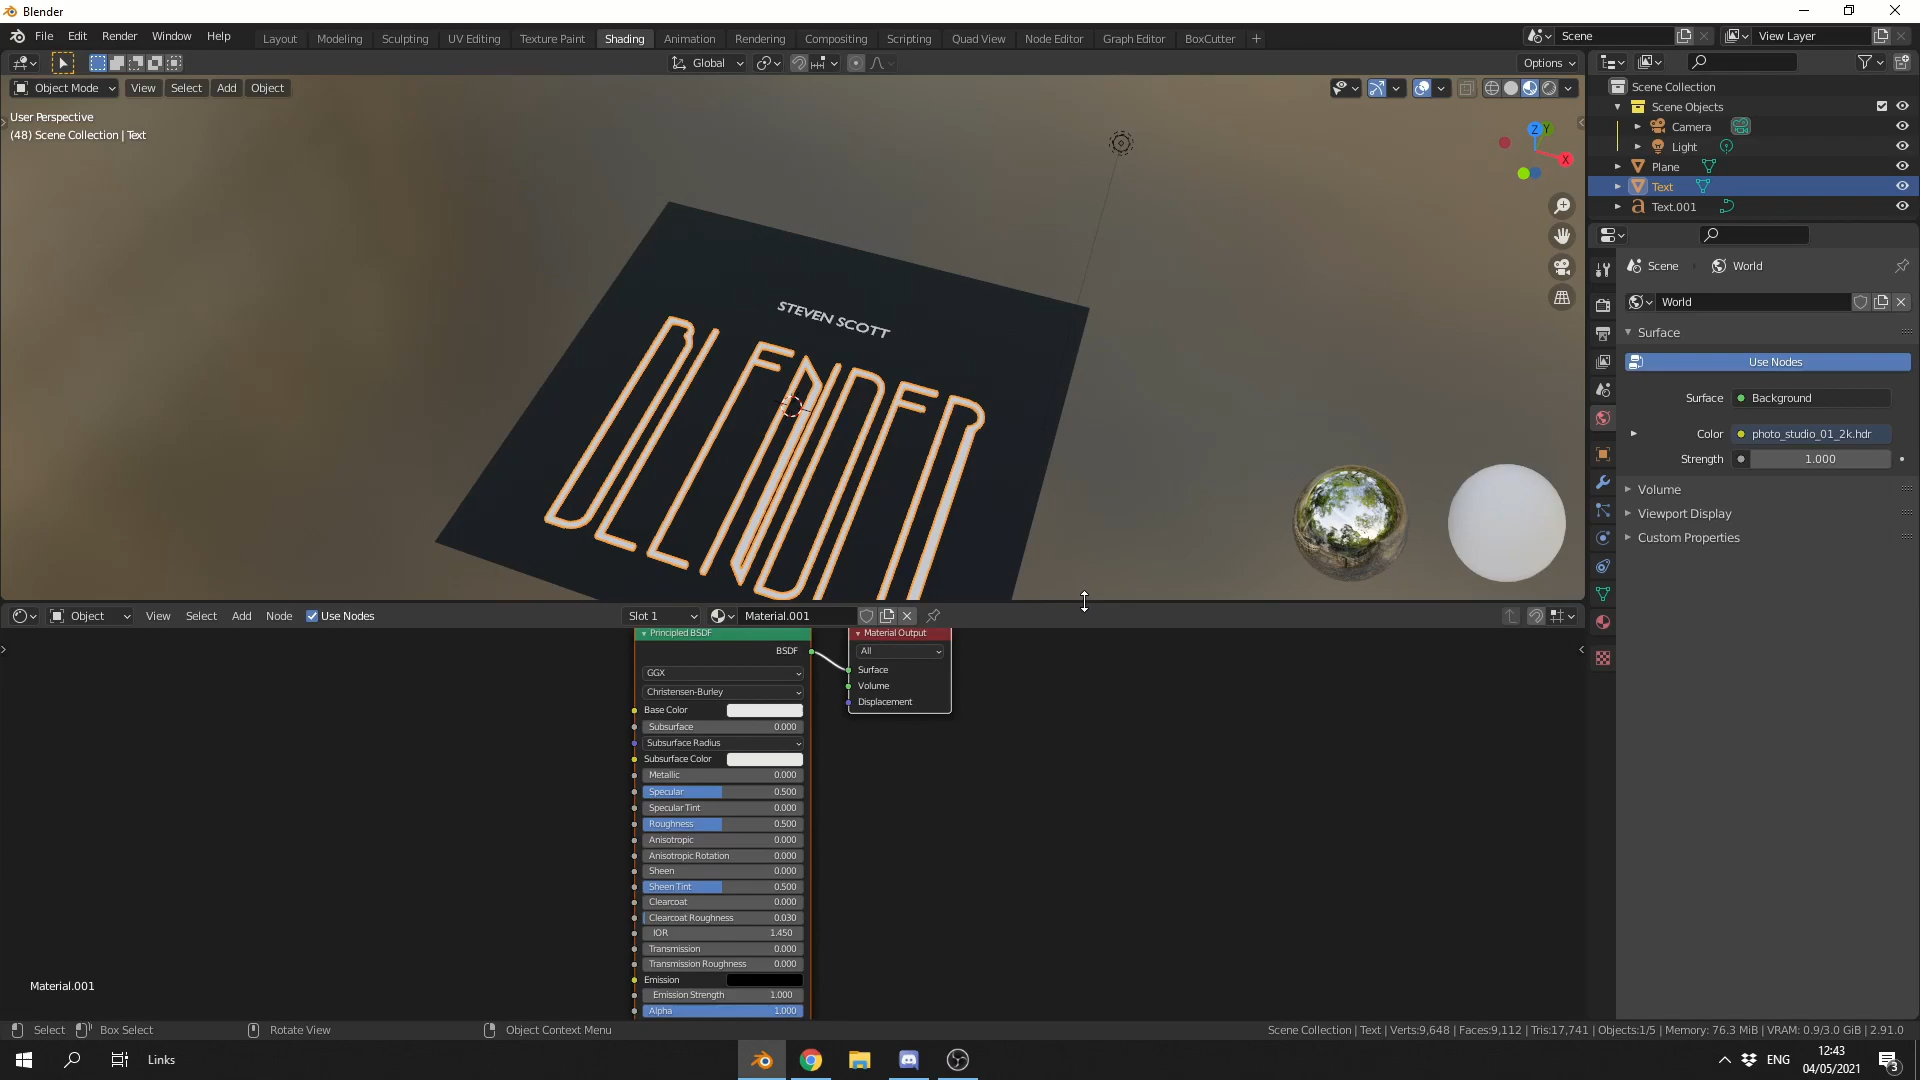 Blender
File Edit Render Window Help
Layout Modeling Sculpting UV Editing Texture Paint Shading Animation Rendering Compositing Scripting Quad View Node Editor Graph Editor BoxCutter +
Scene View Layer
Global Options
Object Mode View Select Add Object
User Perspective
(48) Scene Collection | Text
Z Y X
STEVEN SCOTT
BLENDER
Scene Collection
Scene Objects
Camera
Light
Plane
Text
Text.001
Scene World
World
Surface
Use Nodes
Surface Background
Color photo_studio_01_2k.hdr
Strength 1.000
Volume
Viewport Display
Custom Properties
Object View Select Add Node Use Nodes Slot 1 Material.001
Principled BSDF
BSDF
GGX
Christensen-Burley
Base Color
Subsurface 0.000
Subsurface Radius
Subsurface Color
Metallic 0.000
Specular 0.500
Specular Tint 0.000
Roughness 0.500
Anisotropic 0.000
Anisotropic Rotation 0.000
Sheen 0.000
Sheen Tint 0.500
Clearcoat 0.000
Clearcoat Roughness 0.030
IOR 1.450
Transmission 0.000
Transmission Roughness 0.000
Emission
Emission Strength 1.000
Alpha 1.000
Material Output
All
Surface
Volume
Displacement
Material.001
Select Box Select Rotate View Object Context Menu
Scene Collection | Text | Verts:9,648 | Faces:9,112 | Tris:17,741 | Objects:1/5 | Memory: 76.3 MiB | VRAM: 0.9/3.0 GiB | 2.91.0
Links
ENG
12:43
04/05/2021
3